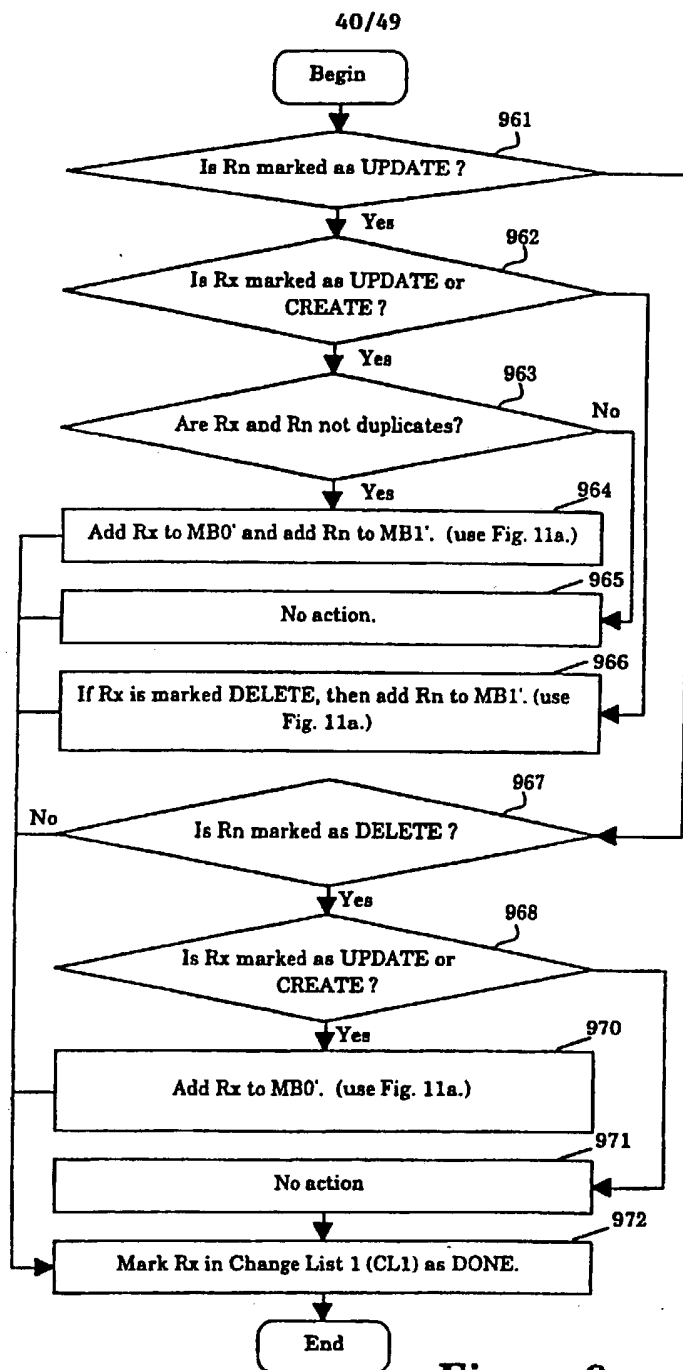 40/49
Begin
961
Is Rn marked as UPDATE ?
Yes
962
Is Rx marked as UPDATE or
CREATE ?
Yes
963
No
Are Rx and Rn not duplicates?
Yes
964
Add Rx to MB0' and add Rn to MB1'. (use Fig. 11a.)
965
No action.
966
If Rx is marked DELETE, then add Rn to MB1'. (use
Fig. 11a.)
967
No
Is Rn marked as DELETE ?
Yes
968
Is Rx marked as UPDATE or
CREATE ?
Yes
970
Add Rx to MB0'. (use Fig. 11a.)
971
No action
972
Mark Rx in Change List 1 (CL1) as DONE.
End